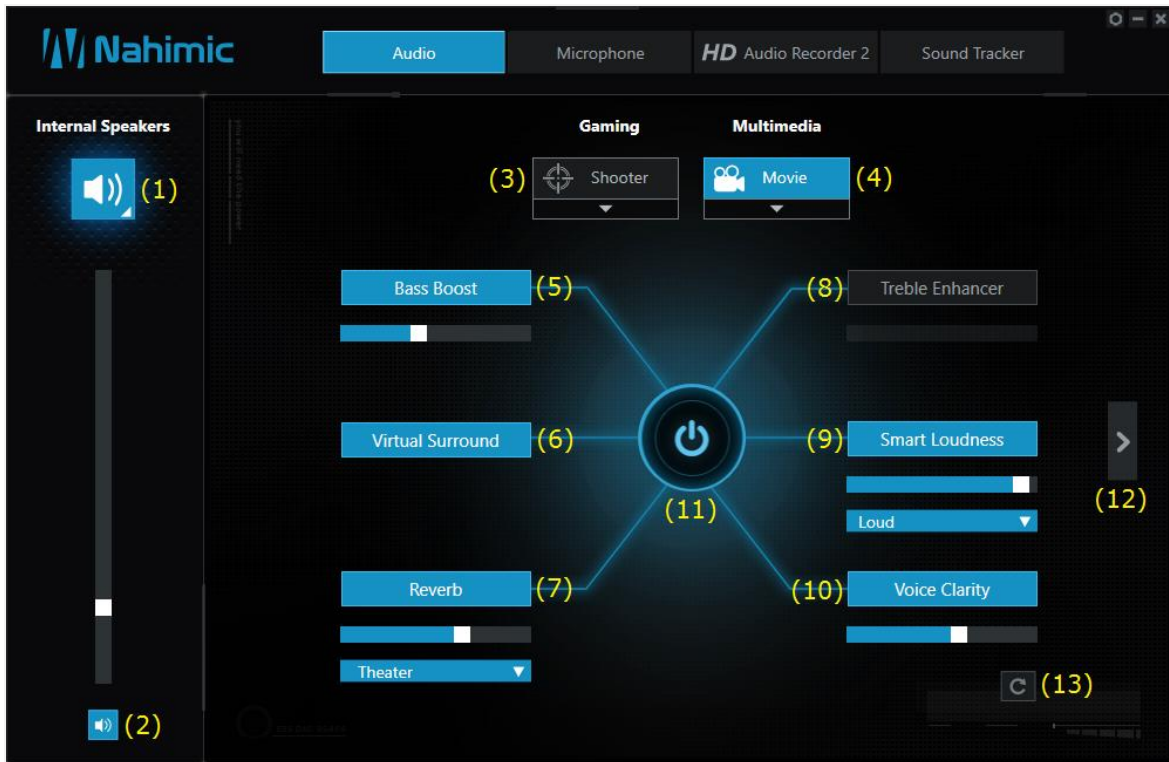 Nahimic
Audio
Microphone
HD Audio Recorder 2
Sound Tracker
Internal Speakers
(1)
Gaming
Multimedia
(3)
Shooter
Movie
(4)
Bass Boost
(5)
(8)
Treble Enhancer
Virtual Surround
(6)
(9)
Smart Loudness
(11)
(12)
Loud
Reverb
(7)
(10)
Voice Clarity
Theater
(13)
(2)